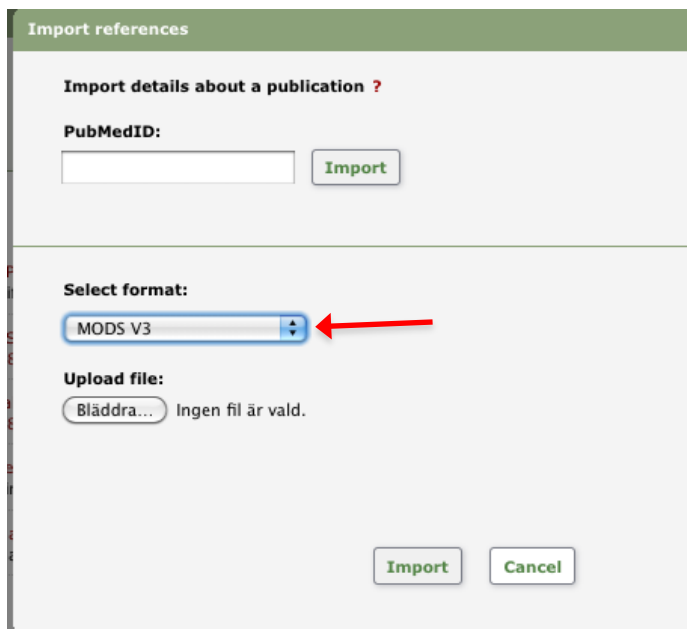 Import references
Import details about a publication ?
PubMedID:
Import
Select format:
MODS V3
Upload file:
Bläddra... Ingen fil är vald.
Import Cancel